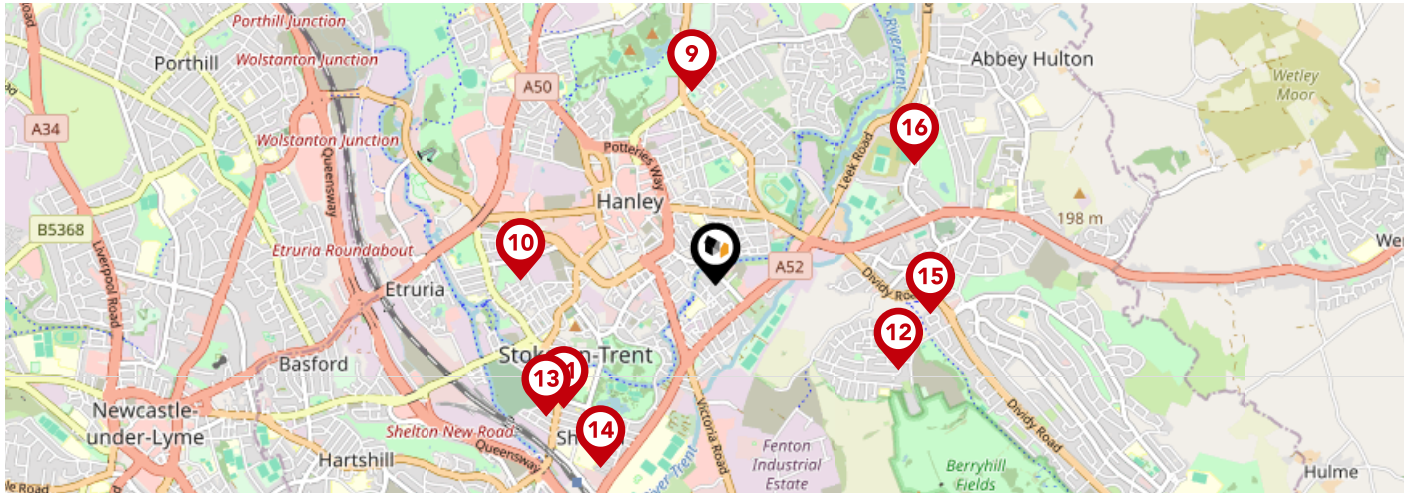 Porthill Junction
Road
Porthill
Wolstanton Junction
9
Abbey Hulton
Wetley
Moor
A50
River Trent
A34
Wolstanton Junction
16
Potteries Way
Leek Road
Queensway
Hanley
198 m
B5368
10
Etruria Roundabout
A52
Liverpool Road
15
Etruria
Dividy
12
Basford
13
14
Newcastle-
under-Lyme
Shelton New Road
Queensway
Victoria Road
Dividy Road
Hartshill
River Trent
Fenton
Industrial
Estate
Berryhill
Fields
Hulme